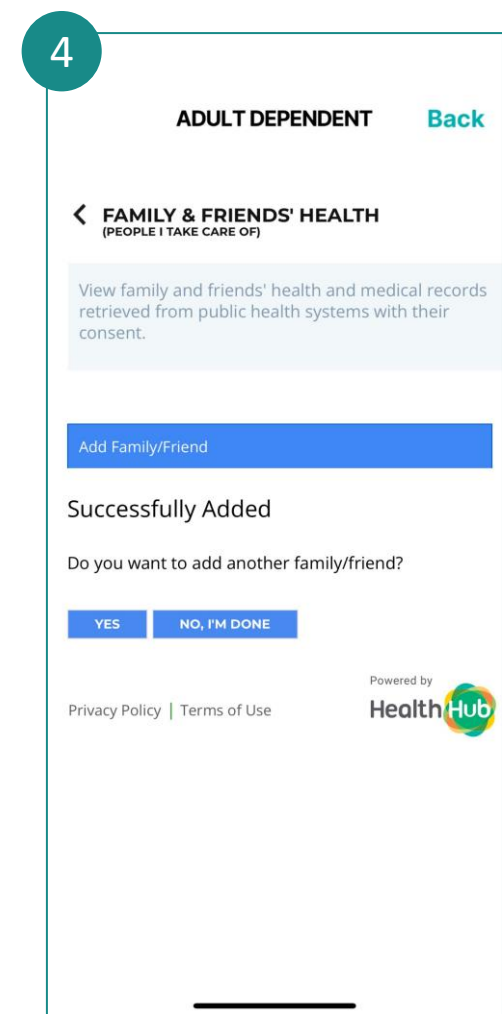 4
ADULT DEPENDENT Back
FAMILY & FRIENDS' HEALTH
(PEOPLE I TAKE CARE OF)
View family and friends' health and medical records
retrieved from public health systems with their
consent.
Add Family/Friend
Successfully Added
Do you want to add another family/friend?
YES NO, I'M DONE
Powered by
Privacy Policy | Terms of Use HealthHub